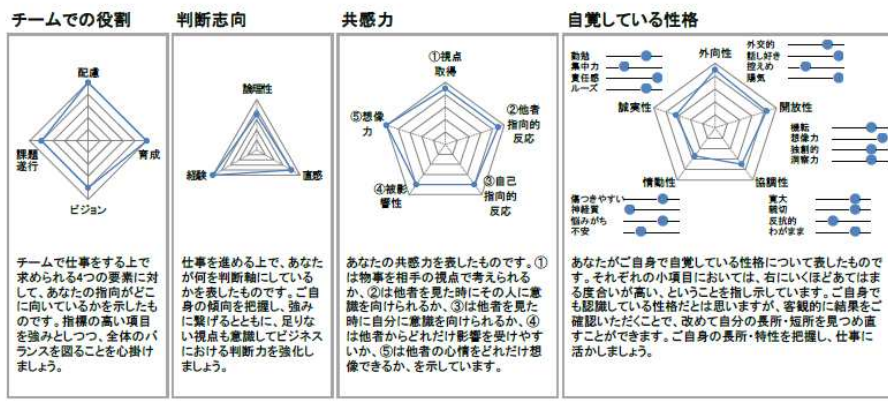 チームでの役割
配慮
課題
遂行
育成
ビジョン
チームで仕事をする上で
求められる4つの要素に対
して、あなたの指向がどこ
に向いているかを示したも
のです。指標の高い項目
を強みとしつつ、全体のバ
ランスを図ることを心掛け
ましょう。
判断志向
論理性
経験
直感
仕事を進める上で、あなた
が何を判断軸にしている
かを表したものです。ご自
身の傾向を把握し、強み
に繋げるとともに、足りな
い視点も意識してビジネス
における判断力を強化し
ましょう。
共感力
①視点
取得
②他者
指向的
反応
⑤想像
力
④被影
響性
③自己
指向的
反応
あなたの共感力を表したものです。①
は物事を相手の視点で考えられる
か、②は他者を見た時にその人に意
識を向けられるか、③は他者を見た
時に自分に意識を向けられるか、④
は他者からどれだけ影響を受けやす
いか、⑤は他者の心情をどれだけ想
像できるか、を示しています。
自覚している性格
勤勉
集中力
責任感
ルーズ
外向性
外交的
話し好き
控えめ
陽気
誠実性
開放性
機転
想像力
独創的
洞察力
情動性
協調性
傷つきやすい
神経質
悩みがち
不安
寛大
親切
反抗的
わがまま
あなたがご自身で自覚している性格について表したもので
す。それぞれの小項目においては、右にいくほどあてはま
る度合いが高い、ということを指し示しています。ご自身で
も認識している性格だとは思いますが、客観的に結果をご
確認いただくことで、改めて自分の長所・短所を見つめ直
すことができます。ご自身の長所・特性を把握し、仕事に
活かしましょう。